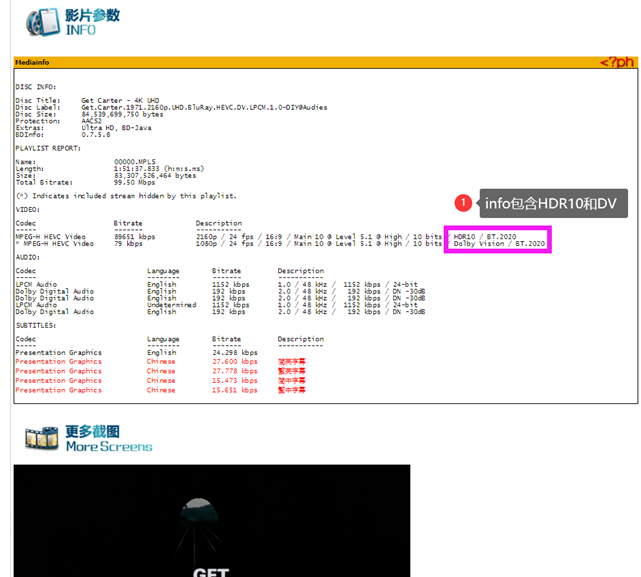 影片参数
INFO
Mediainfo
<?ph
DISC INFO:
Disc Title: Get Carter - 4K UHD
Disc Label: Get.Carter.1971.2160p.UHD.BluRay.HEVC.DV.LPCM.1.0-DIY@Audies
Disc Size: 84,539,699,750 bytes
Protection: AACS2
Extras: Ultra HD, BD-Java
BDInfo: 0.7.5.8
PLAYLIST REPORT:
Name: 00000.MPLS
Length: 1:51:37.833 (h:m:s.ms)
Size: 83,307,526,464 bytes
Total Bitrate: 99.50 Mbps
(*) Indicates included stream hidden by this playlist.
1 info包含HDR10和DV
VIDEO:
Codec Bitrate Description
----- ------- -----------
MPEG-H HEVC Video 89651 kbps 2160p / 24 fps / 16:9 / Main 10 @ Level 5.1 @ High / 10 bits / HDR10 / BT.2020
* MPEG-H HEVC Video 79 kbps 1080p / 24 fps / 16:9 / Main 10 @ Level 5.1 @ High / 10 bits / Dolby Vision / BT.2020
AUDIO:
Codec Language Bitrate Description
----- -------- ------- -----------
LPCM Audio English 1152 kbps 1.0 / 48 kHz / 1152 kbps / 24-bit
Dolby Digital Audio English 192 kbps 2.0 / 48 kHz / 192 kbps / DN -30dB
Dolby Digital Audio English 192 kbps 2.0 / 48 kHz / 192 kbps / DN -30dB
LPCM Audio Undetermined 1152 kbps 1.0 / 48 kHz / 1152 kbps / 24-bit
Dolby Digital Audio English 192 kbps 2.0 / 48 kHz / 192 kbps / DN -30dB
SUBTITLES:
Codec Language Bitrate Description
----- -------- ------- -----------
Presentation Graphics English 24.298 kbps
Presentation Graphics Chinese 27.600 kbps 简英字幕
Presentation Graphics Chinese 27.778 kbps 繁英字幕
Presentation Graphics Chinese 15.473 kbps 简中字幕
Presentation Graphics Chinese 15.651 kbps 繁中字幕
更多截图
More Screens
GET